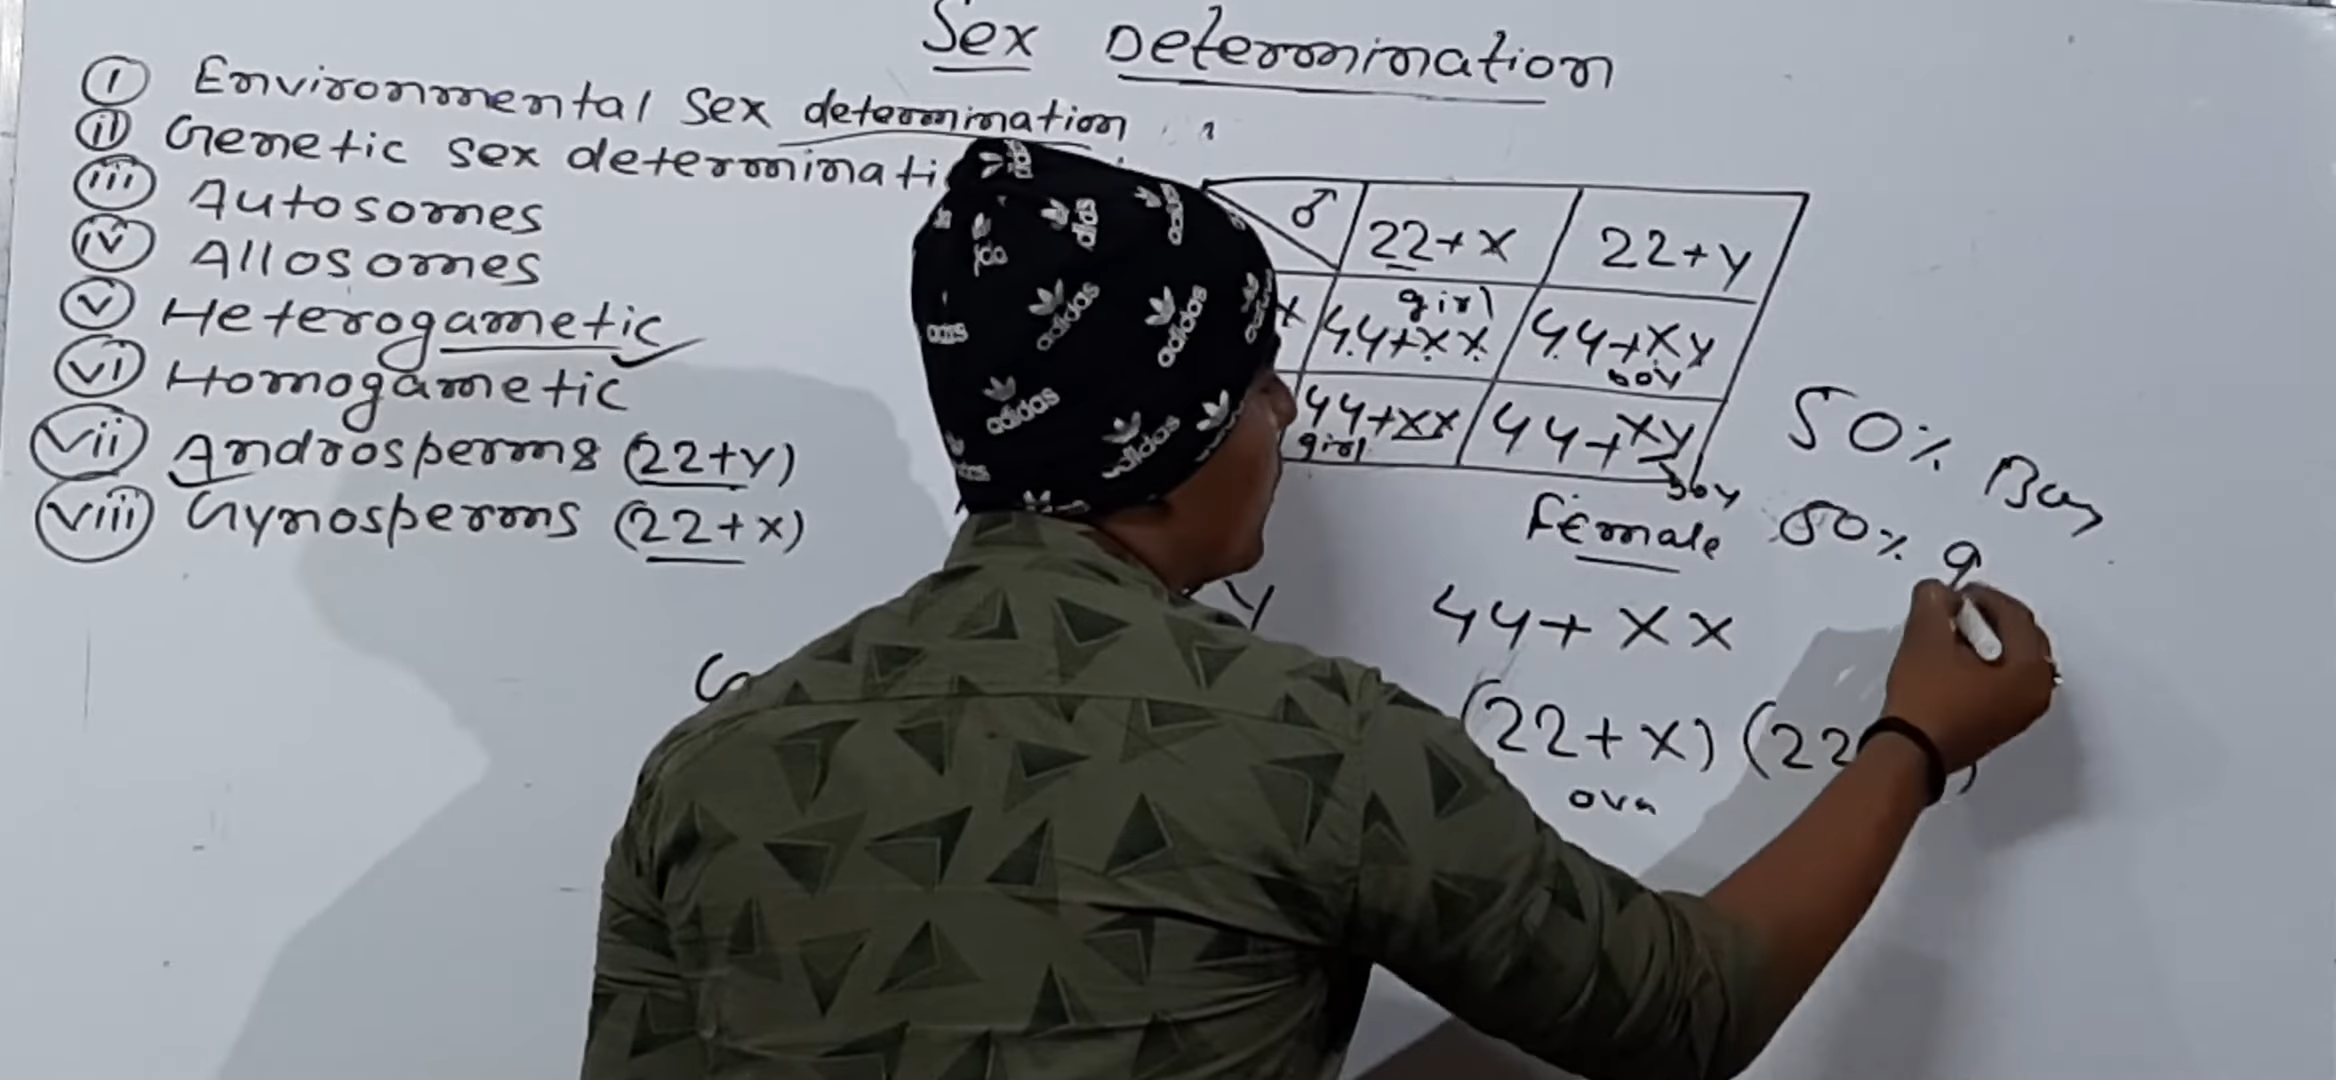 Sex Determination
(i) Environmental Sex determination
(ii) Genetic sex determinati
(iii) Autosomes
(iv) Allosomes
(v) Heterogametic
(vi) Homogametic
(vii) Androsperms (22+Y)
(viii) Gynosperms (22+X)
♂ 22+X 22+Y
X 44+XX girl 44+XY boy
44+XX girl 44+XY boy
50% Boy
50% g
Female
Y
44+XX
G
(22+X) (22
ova
adidas